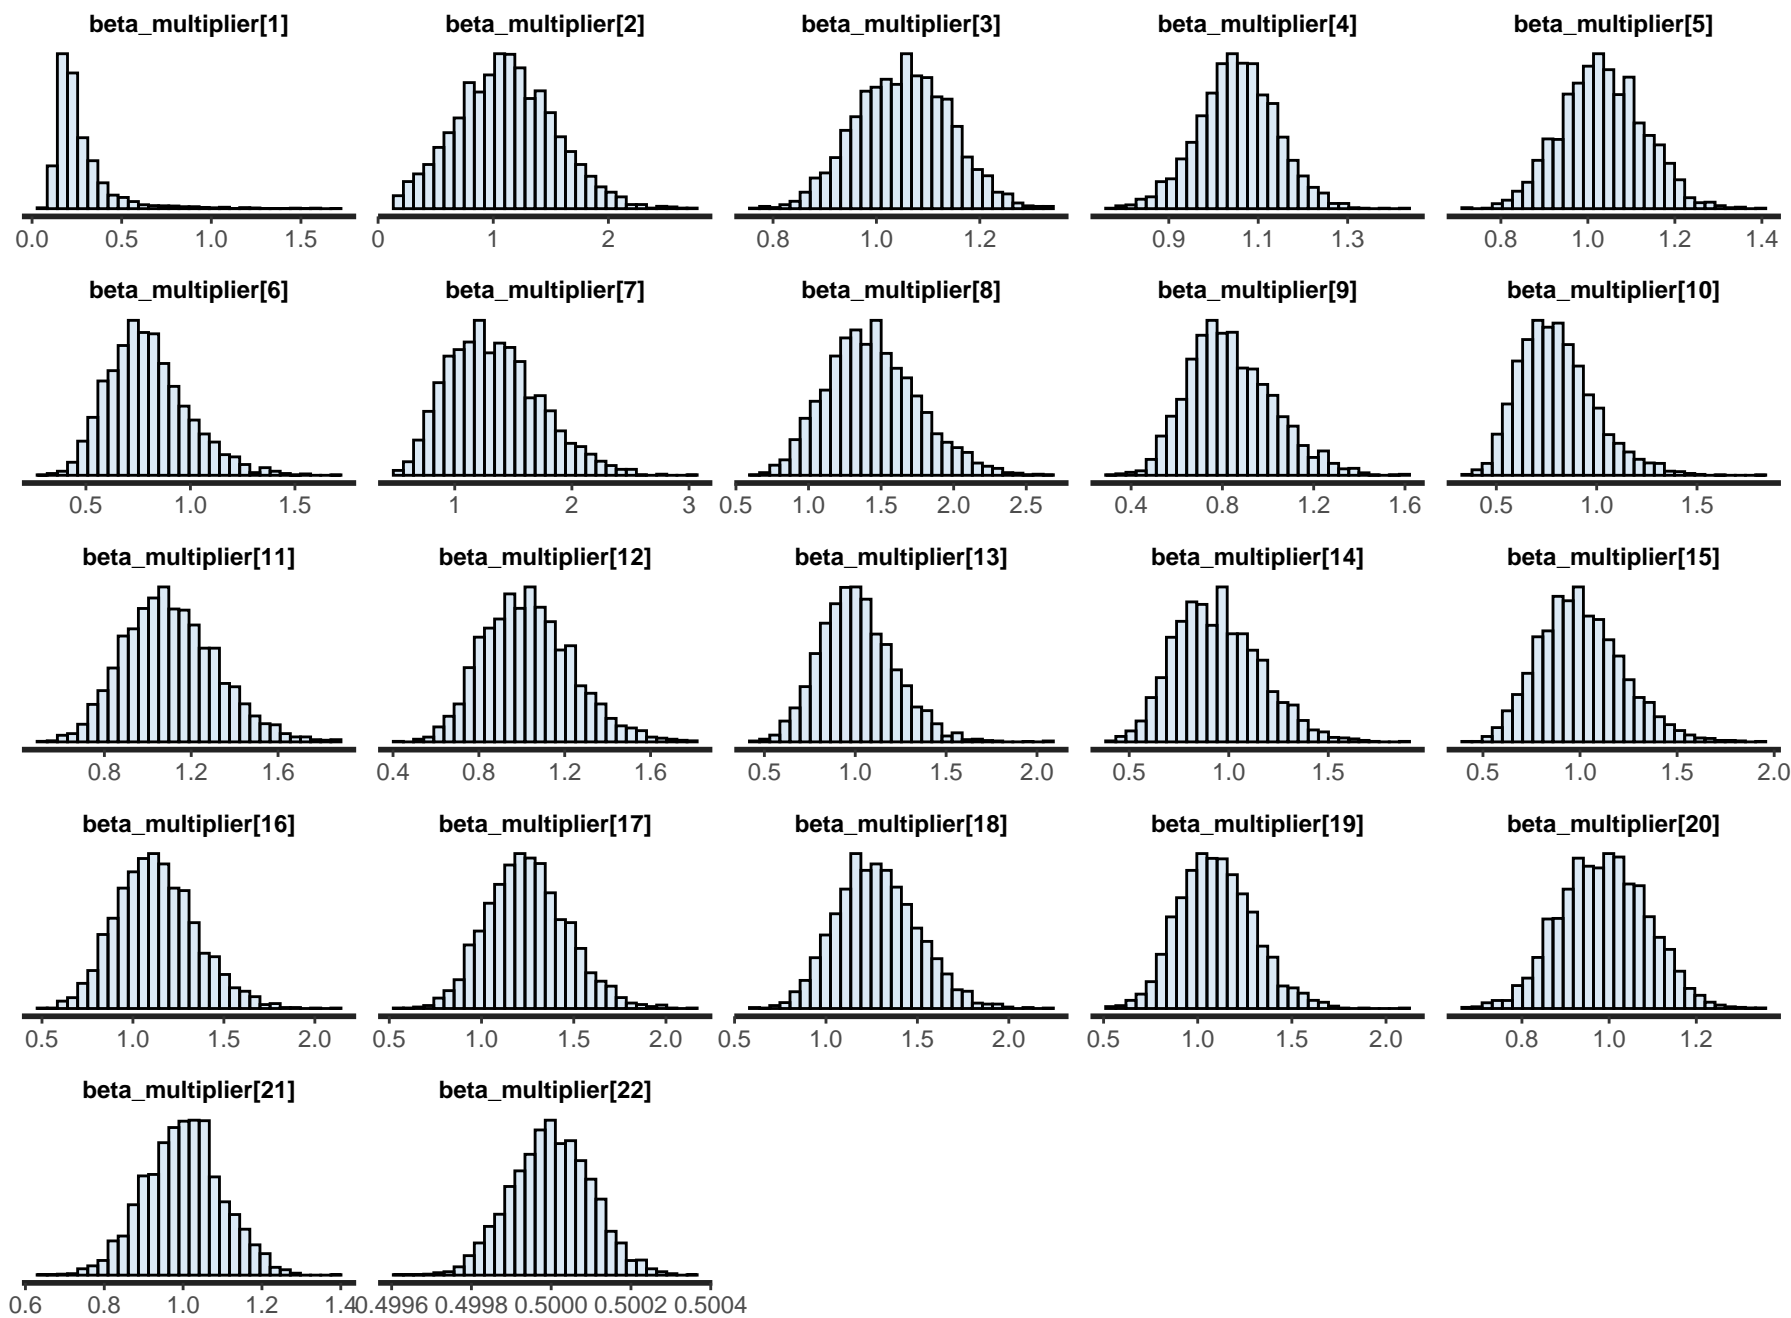 beta_multiplier[1] beta_multiplier[2] beta_multiplier[3] beta_multiplier[4] beta_multiplier[5]
0.0 0.5 1.0 1.5 0 1 2 0.8 1.0 1.2 0.9 1.1 1.3 0.8 1.0 1.2 1.4
beta_multiplier[6] beta_multiplier[7] beta_multiplier[8] beta_multiplier[9] beta_multiplier[10]
0.5 1.0 1.5 1 2 3 0.5 1.0 1.5 2.0 2.5 0.4 0.8 1.2 1.6 0.5 1.0 1.5
beta_multiplier[11] beta_multiplier[12] beta_multiplier[13] beta_multiplier[14] beta_multiplier[15]
0.8 1.2 1.6 0.4 0.8 1.2 1.6 0.5 1.0 1.5 2.0 0.5 1.0 1.5 0.5 1.0 1.5 2.0
beta_multiplier[16] beta_multiplier[17] beta_multiplier[18] beta_multiplier[19] beta_multiplier[20]
0.5 1.0 1.5 2.0 0.5 1.0 1.5 2.0 0.5 1.0 1.5 2.0 0.5 1.0 1.5 2.0 0.8 1.0 1.2
beta_multiplier[21] beta_multiplier[22]
0.6 0.8 1.0 1.2 1.4 0.4996 0.4998 0.5000 0.5002 0.5004